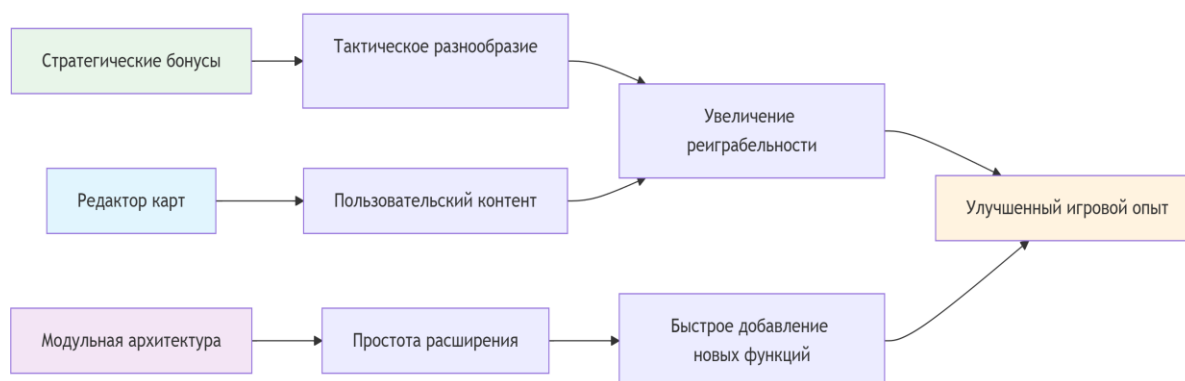 Стратегические бонусы
Тактическое разнообразие
Увеличение
реиграбельности
Редактор карт
Пользовательский контент
Улучшенный игровой опыт
Модульная архитектура
Простота расширения
Быстрое добавление
новых функций